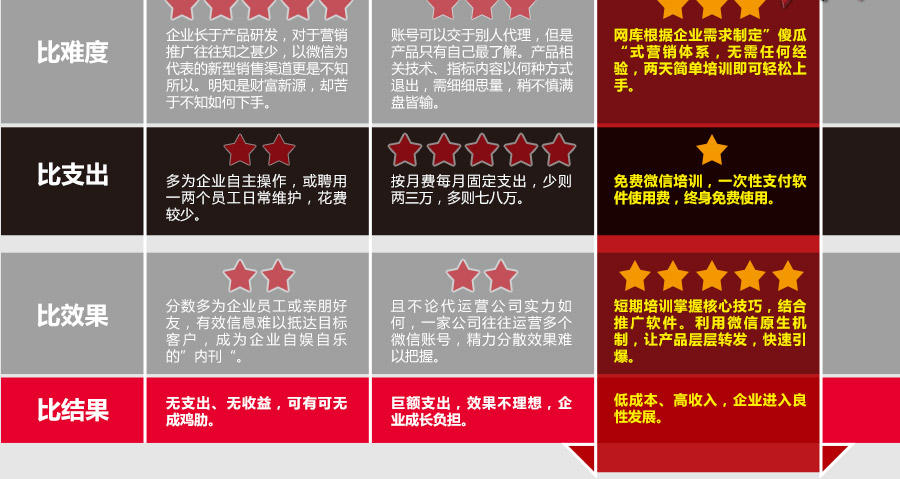 比难度
企业长于产品研发，对于营销
推广往往知之甚少，以微信为
代表的新型销售渠道更是不知
所以。明知是财富新源，却苦
于不知如何下手。
账号可以交于别人代理，但是
产品只有自己最了解。产品相
关技术、指标内容以何种方式
退出，需细细思量，稍不慎满
盘皆输。
网库根据企业需求制定”傻瓜
“式营销体系，无需任何经
验，两天简单培训即可轻松上
手。
比支出
多为企业自主操作，或聘用
一两个员工日常维护，花费
较少。
按月费每月固定支出，少则
两三万，多则七八万。
免费微信培训，一次性支付软
件使用费，终身免费使用。
比效果
分数多为企业员工或亲朋好
友，有效信息难以抵达目标
客户，成为企业自娱自乐
的”内刊“。
且不论代运营公司实力如
何，一家公司往往运营多个
微信账号，精力分散效果难
以把握。
短期培训掌握核心技巧，结合
推广软件。利用微信原生机
制，让产品层层转发，快速引
爆。
比结果
无支出、无收益，可有可无
成鸡肋。
巨额支出，效果不理想，企
业成长负担。
低成本、高收入，企业进入良
性发展。